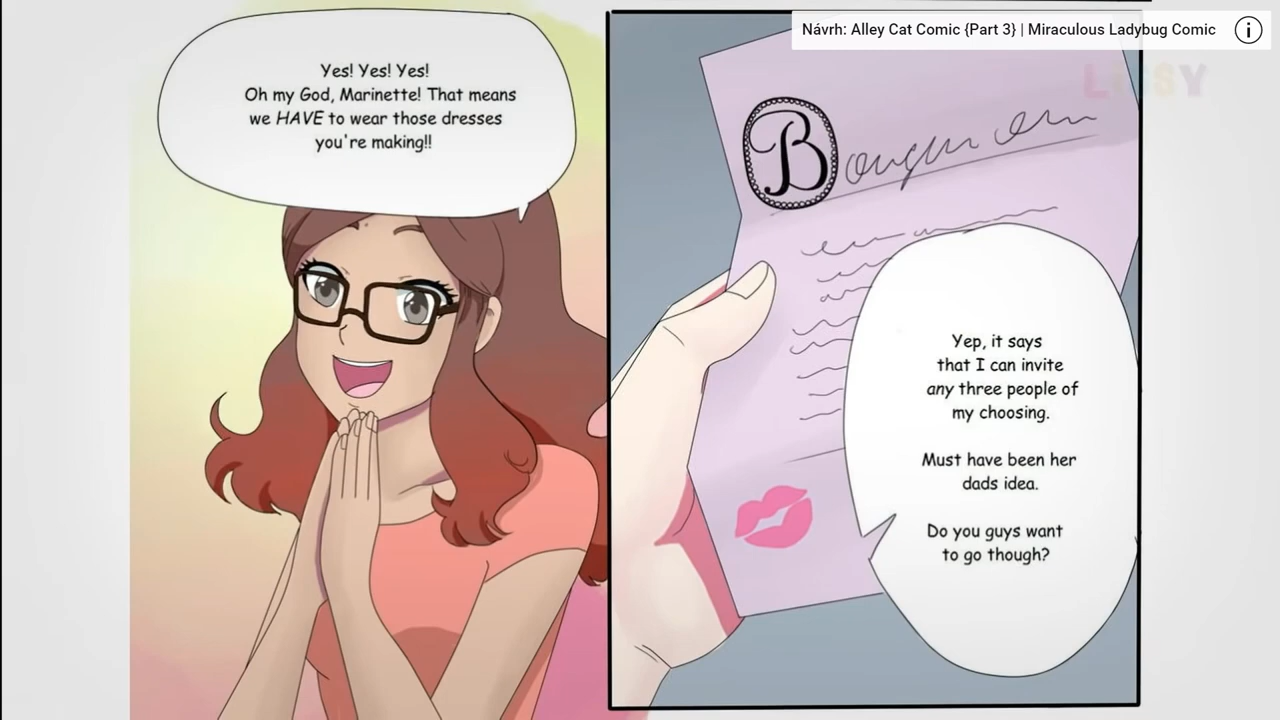 Yes! Yes! Yes!
Oh my God, Marinette! That means
we HAVE to wear those dresses
you're making!!
Návrh: Alley Cat Comic {Part 3} | Miraculous Ladybug Comic
B
Yep, it says
that I can invite
any three people of
my choosing.
Must have been her
dads idea.
Do you guys want
to go though?